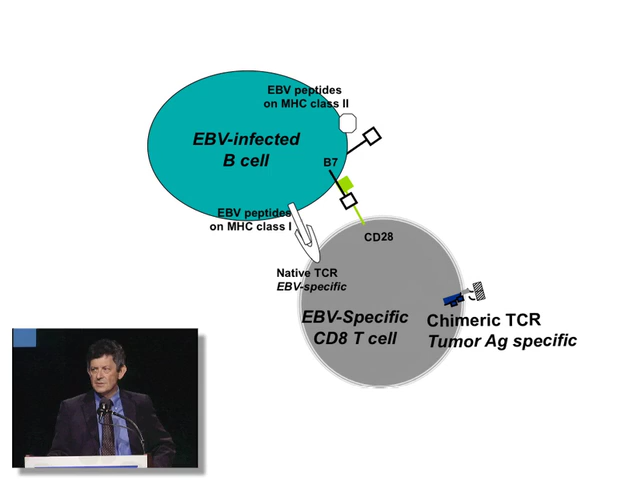 EBV peptides
on MHC class II
EBV-infected
B cell
B7
EBV peptides
on MHC class I
CD28
Native TCR
EBV-specific
EBV-Specific
CD8 T cell
Chimeric TCR
Tumor Ag specific